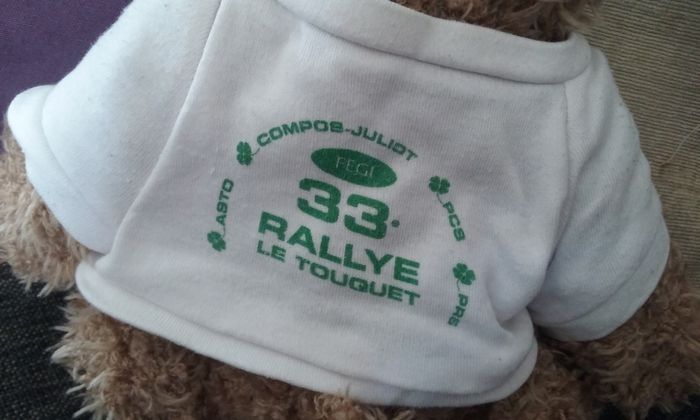 ASTO COMPOS-JULIOT PCS PRS
FEGI
33e
RALLYE
LE TOUQUET